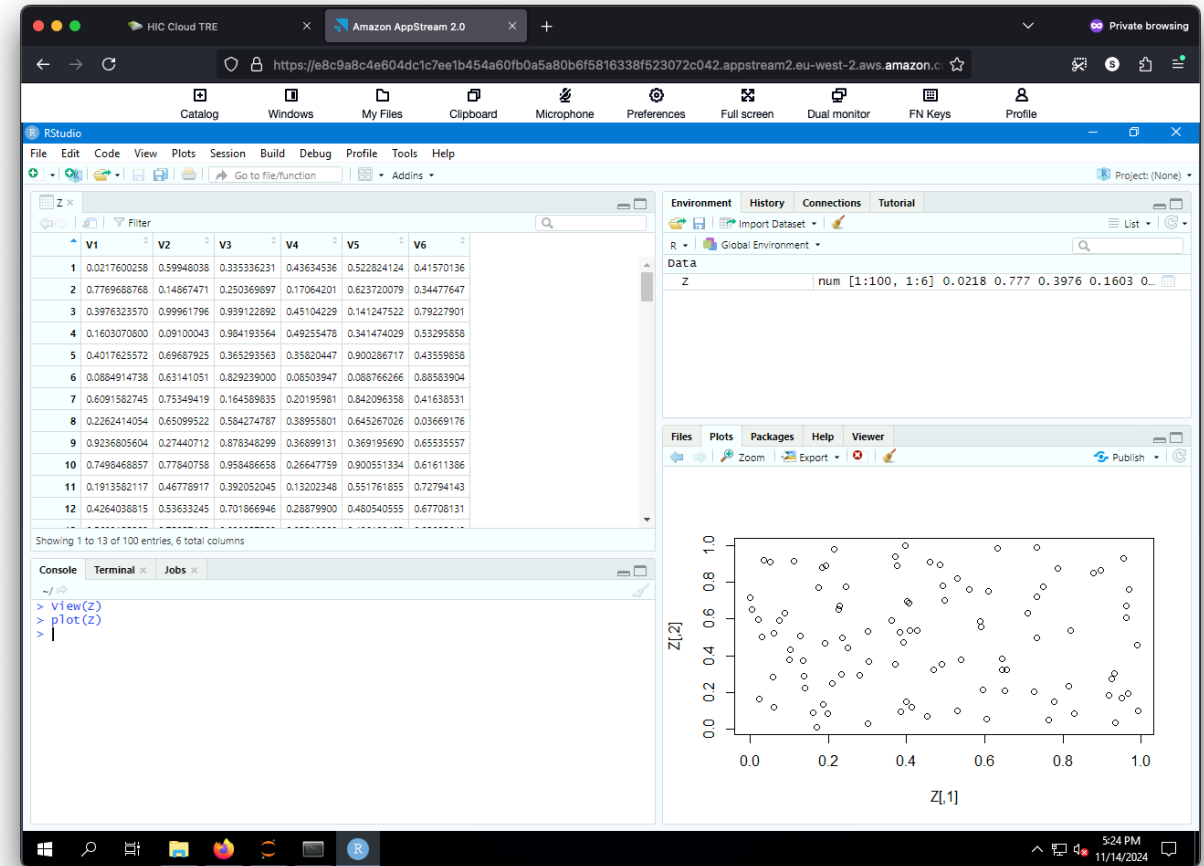 HIC Cloud TRE
Amazon AppStream 2.0
Private browsing
https://e8c9a8c4e604dc1c7ee1b454a60fb0a5a80b6f5816338f523072c042.appstream2.eu-west-2.aws.amazon.c
S
Catalog Windows My Files Clipboard Microphone Preferences Full screen Dual monitor FN Keys Profile
R RStudio
File Edit Code View Plots Session Build Debug Profile Tools Help
Go to file/function Addins Project: (None)
Z
Filter
V1 V2 V3 V4 V5 V6
1 0.0217600258 0.59948038 0.335336231 0.43634536 0.522824124 0.41570136
2 0.7769688768 0.14867471 0.250369897 0.17064201 0.623720079 0.34477647
3 0.3976323570 0.99961796 0.939122892 0.45104229 0.141247522 0.79227901
4 0.1603070800 0.09100043 0.984193564 0.49255478 0.341474029 0.53295858
5 0.4017625572 0.69687925 0.365293563 0.35820447 0.900286717 0.43559858
6 0.0884914738 0.63141051 0.829239000 0.08503947 0.088766266 0.88583904
7 0.6091582745 0.75349419 0.164589835 0.20195981 0.842096358 0.41638531
8 0.2262414054 0.65099522 0.584274787 0.38955801 0.645267026 0.03669176
9 0.9236805604 0.27440712 0.878348299 0.36899131 0.369195690 0.65535557
10 0.7498468857 0.77840758 0.958486658 0.26647759 0.900551334 0.61611386
11 0.1913582117 0.46778917 0.392052045 0.13202348 0.551761855 0.72794143
12 0.4264038815 0.53633245 0.701866946 0.28879900 0.480540555 0.67708131
Showing 1 to 13 of 100 entries, 6 total columns
Console Terminal Jobs
~/
> View(Z)
> plot(Z)
>
Environment History Connections Tutorial
Import Dataset List
R Global Environment
Data
Z num [1:100, 1:6] 0.0218 0.777 0.3976 0.1603 0…
Files Plots Packages Help Viewer
Zoom Export Publish
1.0
0.8
0.6
0.4
0.2
0.0
Z[,2]
0.0 0.2 0.4 0.6 0.8 1.0
Z[,1]
R
5:24 PM
11/14/2024